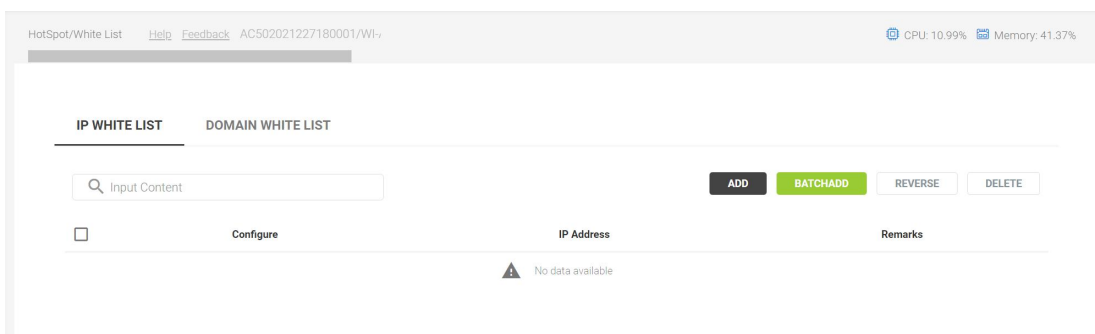 HotSpot/White List Help Feedback AC502021227180001/WI- CPU: 10.99% Memory: 41.37%
IP WHITE LIST DOMAIN WHITE LIST
Input Content ADD BATCHADD REVERSE DELETE
Configure IP Address Remarks
No data available